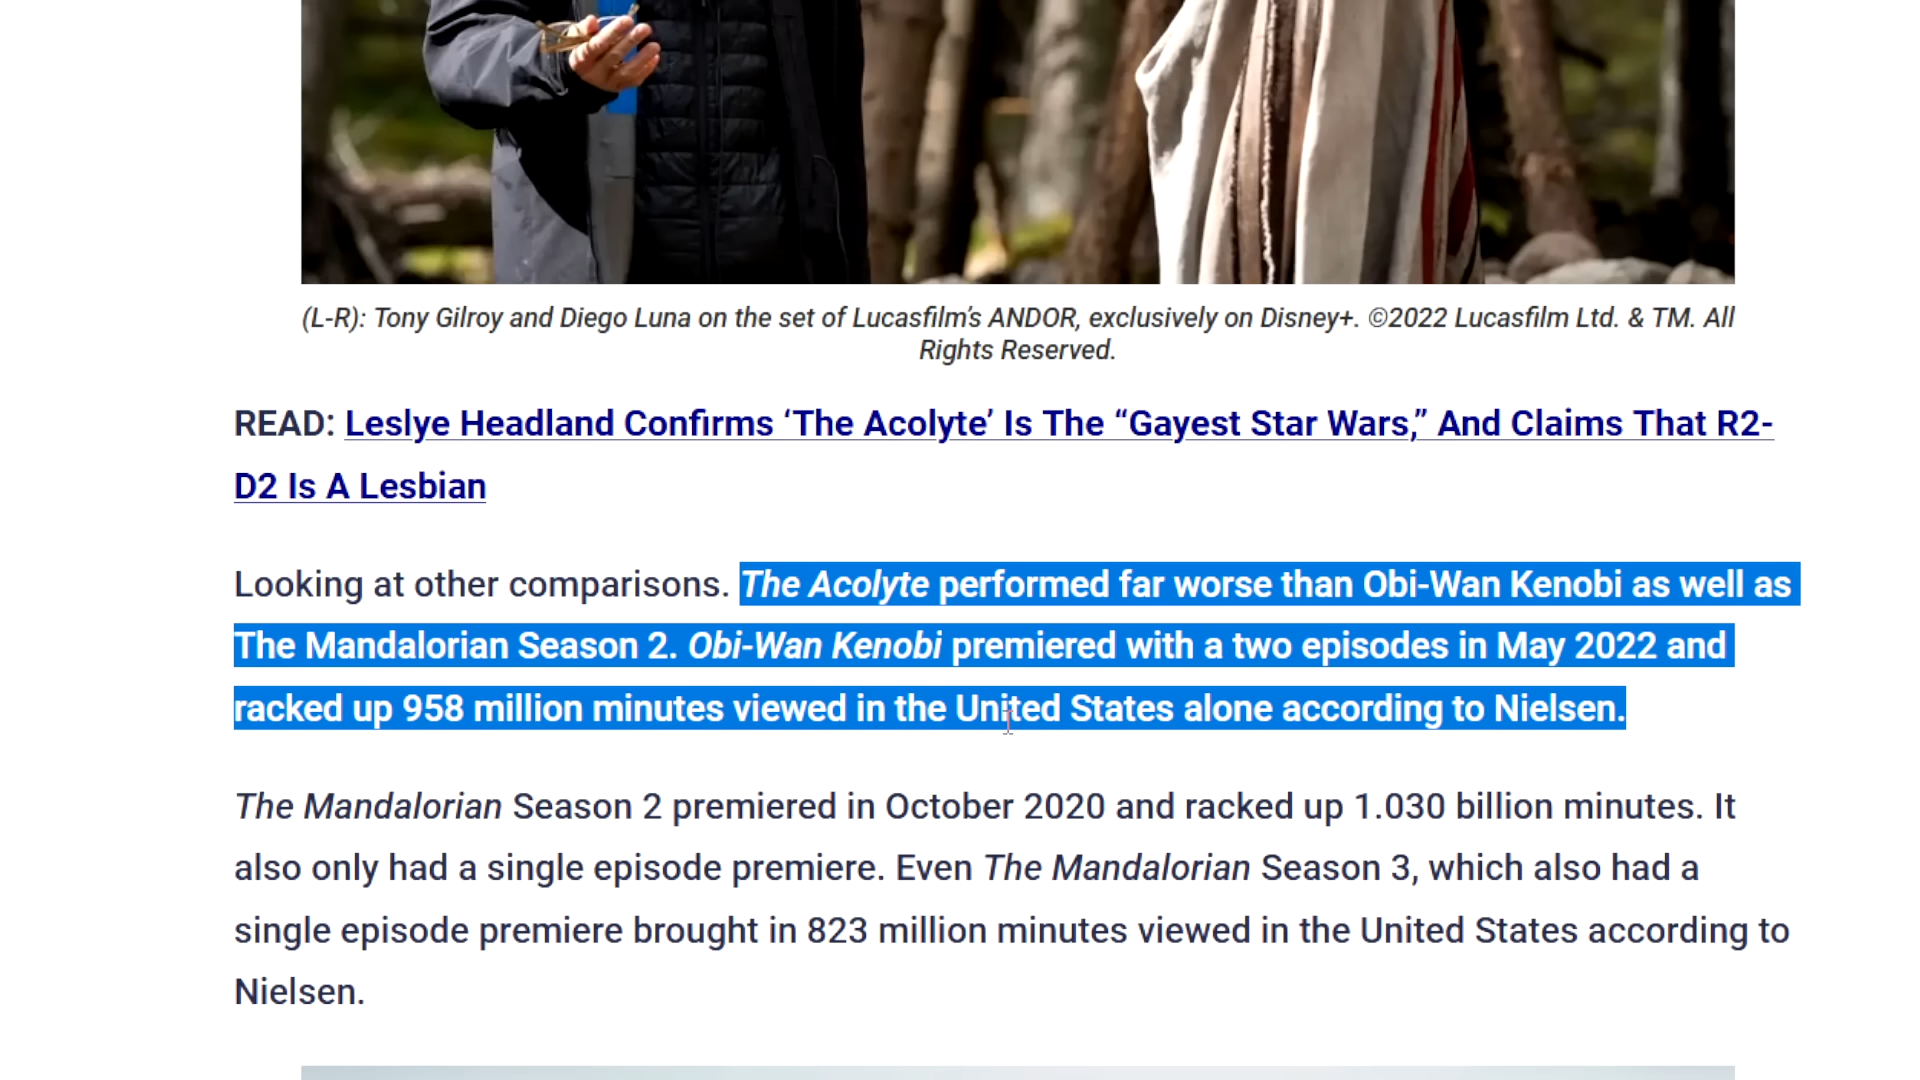 (L-R): Tony Gilroy and Diego Luna on the set of Lucasfilm's ANDOR, exclusively on Disney+. ©2022 Lucasfilm Ltd. & TM. All
Rights Reserved.
READ: Leslye Headland Confirms ‘The Acolyte’ Is The “Gayest Star Wars,” And Claims That R2-
D2 Is A Lesbian
Looking at other comparisons. The Acolyte performed far worse than Obi-Wan Kenobi as well as
The Mandalorian Season 2. Obi-Wan Kenobi premiered with a two episodes in May 2022 and
racked up 958 million minutes viewed in the United States alone according to Nielsen.
The Mandalorian Season 2 premiered in October 2020 and racked up 1.030 billion minutes. It
also only had a single episode premiere. Even The Mandalorian Season 3, which also had a
single episode premiere brought in 823 million minutes viewed in the United States according to
Nielsen.